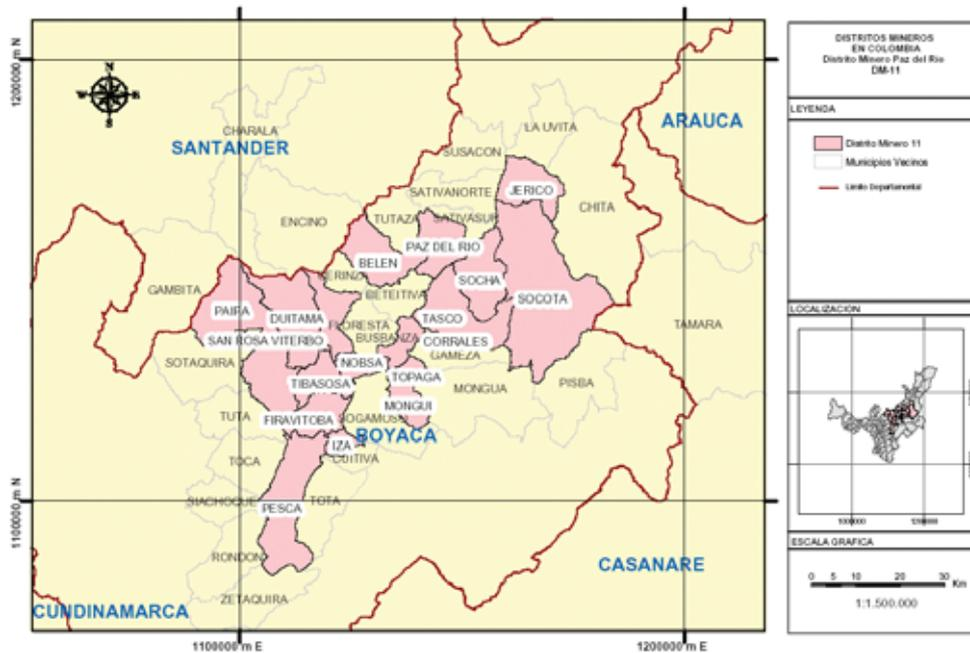 1200000 m N
1100000 m N
1100000 m E
1200000 m E
N
W
E
S
SANTANDER
ARAUCA
BOYACA
CASANARE
CUNDINAMARCA
CHARALA
LA UVITA
SUSACON
SATIVANORTE
JERICO
CHITA
ENCINO
TUTAZA
SATIVASUR
PAZ DEL RIO
BELEN
CERINZA
SOCHA
GAMBITA
BETEITIVA
SOCOTA
PAIPA
DUITAMA
TASCO
FLORESTA
TAMARA
SAN ROSA VITERBO
BUSBANZA
CORRALES
GAMEZA
SOTAQUIRA
NOBSA
TOPAGA
TIBASOSA
MONGUA
PISBA
MONGUI
TUTA
FIRAVITOBA
SOGAMOSO
IZA
CUITIVA
TOCA
SIACHOQUE
TOTA
PESCA
RONDON
ZETAQUIRA
DISTRITOS MINEROS
EN COLOMBIA
Distrito Minero Paz del Rio
DM-11
LEYENDA
Distrito Minero 11
Municipios Vecinos
Limite Departamental
LOCALIZACION
ESCALA GRAFICA
0 5 10 20 30 Km
1:1.500.000